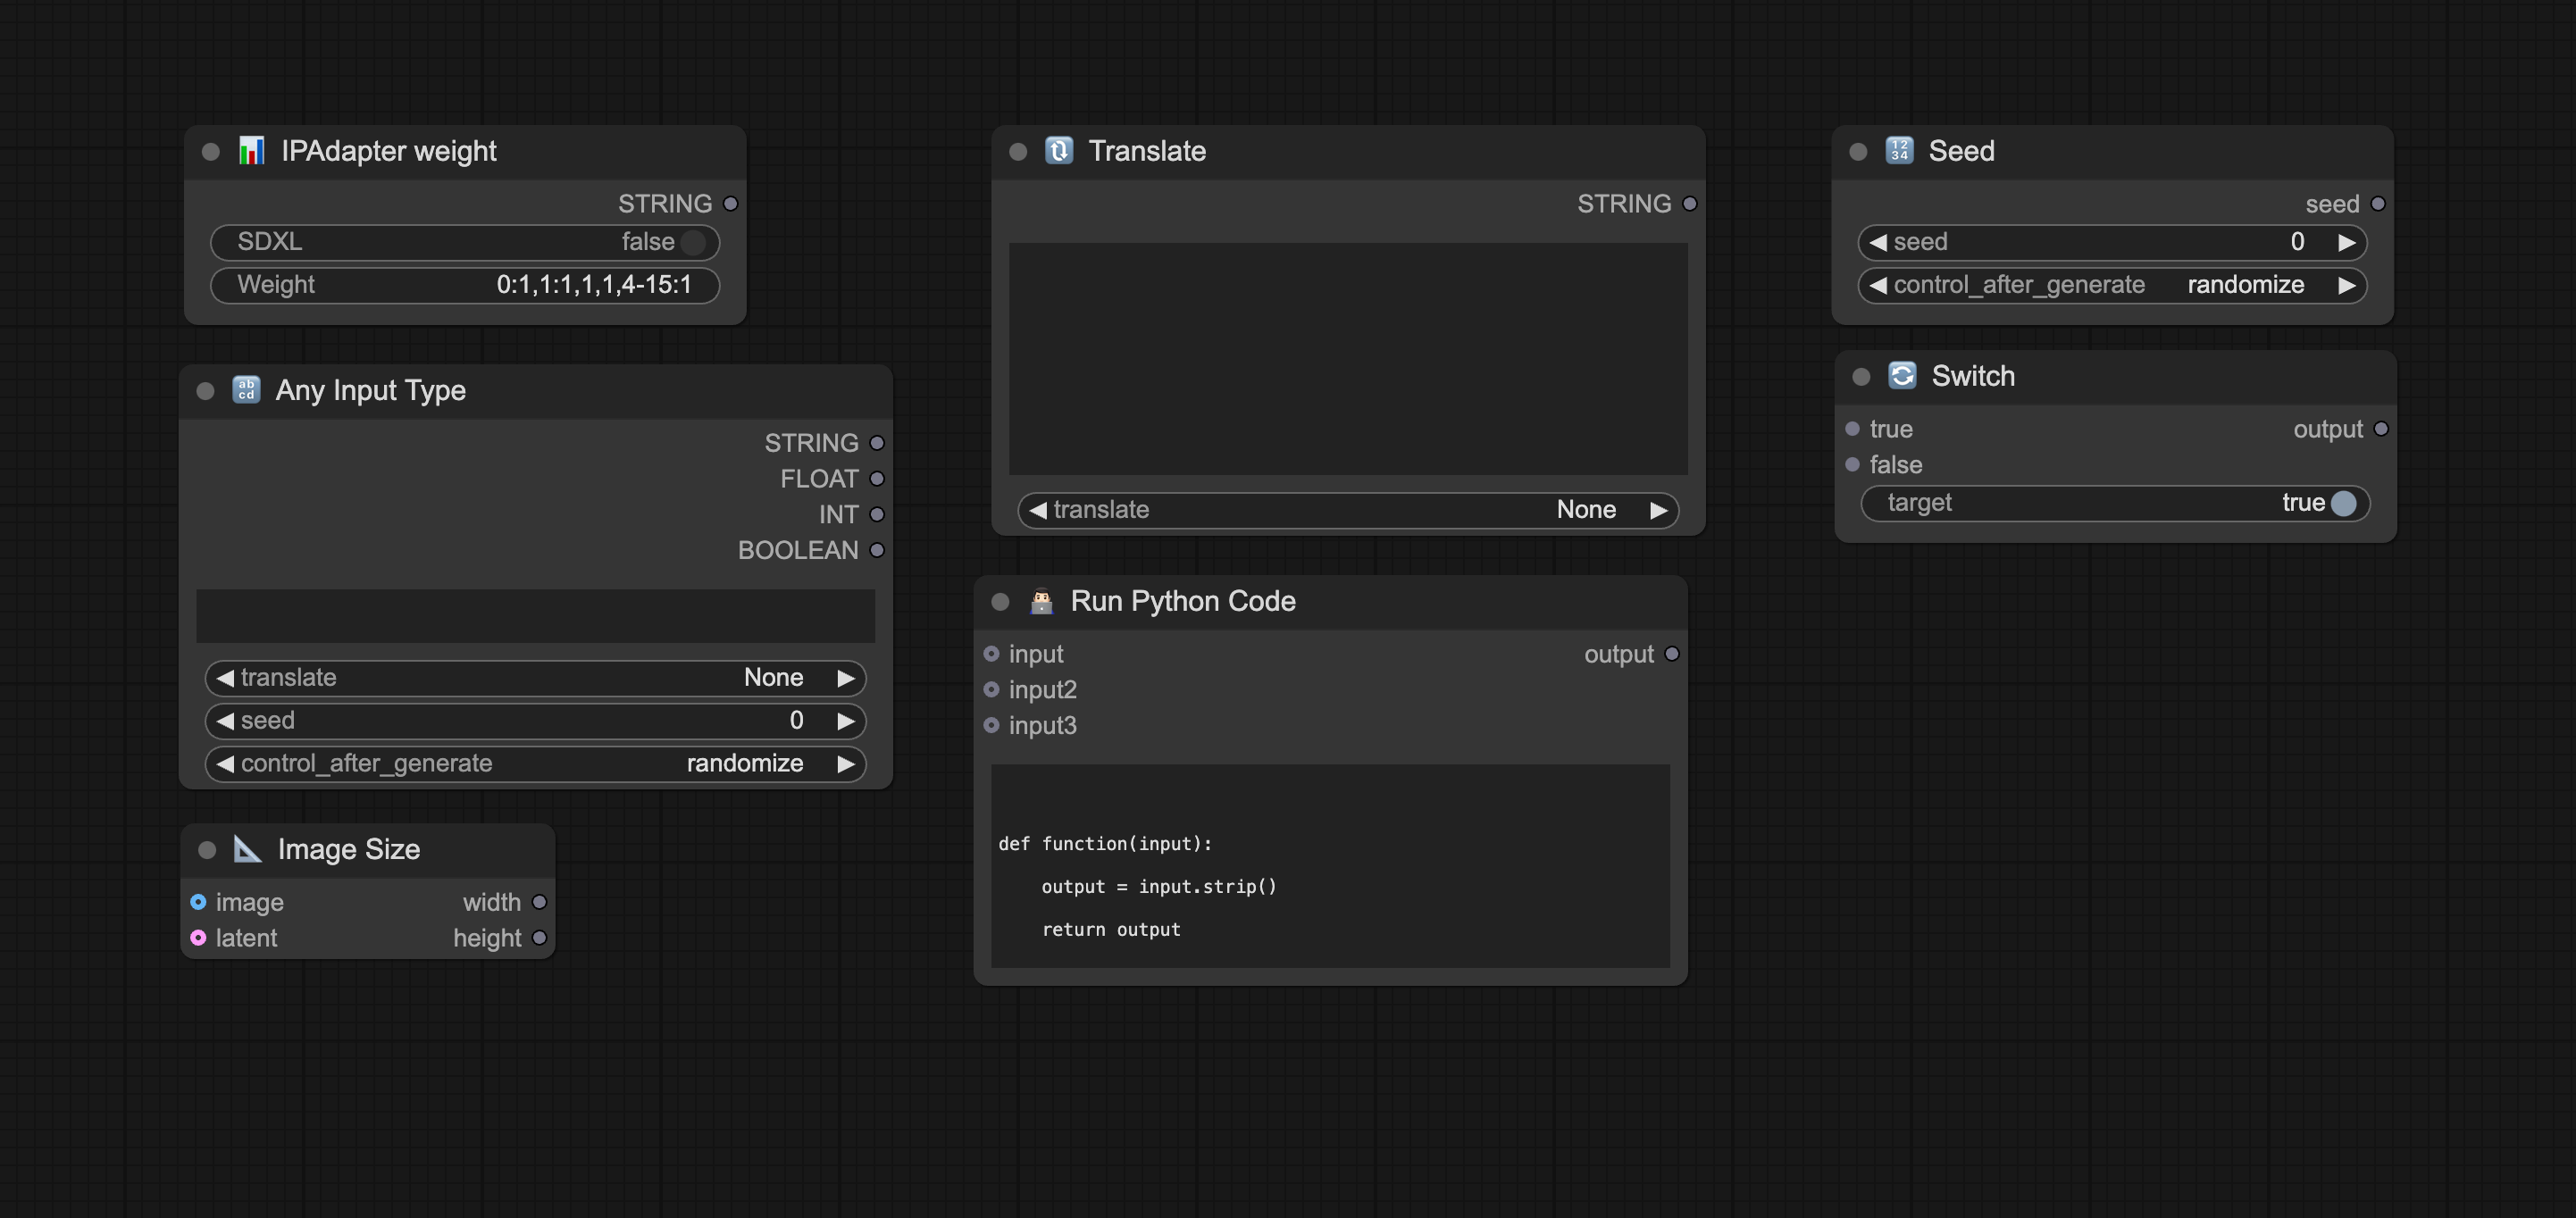 IPAdapter weight
STRING
SDXL false
Weight 0:1,1:1,1,1,4-15:1
Any Input Type
STRING
FLOAT
INT
BOOLEAN
translate None
seed 0
control_after_generate randomize
Image Size
image width
latent height
Translate
STRING
translate None
Run Python Code
input output
input2
input3
def function(input):
    output = input.strip()
    return output
Seed
seed
seed 0
control_after_generate randomize
Switch
true output
false
target true